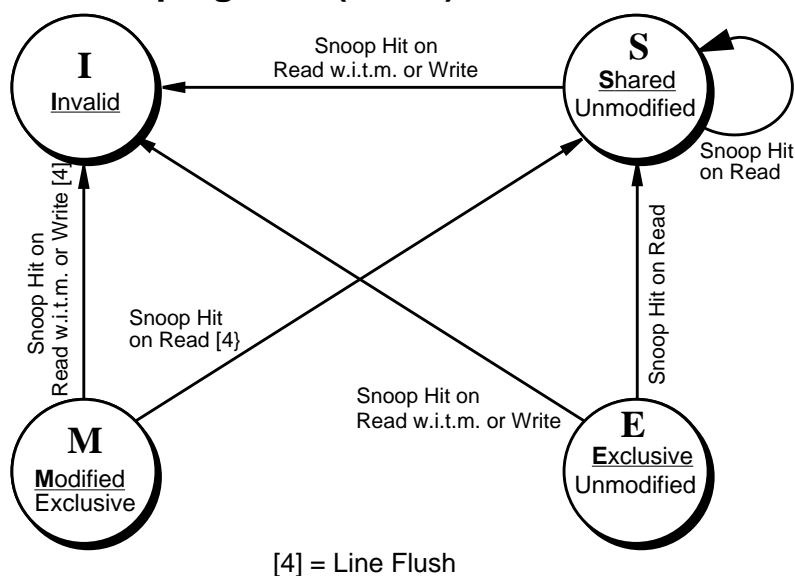 I
Invalid
Snoop Hit on
Read w.i.t.m. or Write
S
Shared
Unmodified
Snoop Hit
on Read
Snoop Hit on
Read w.i.t.m. or Write [4]
Snoop Hit
on Read [4}
Snoop Hit on Read
Snoop Hit on
Read w.i.t.m. or Write
M
Modified
Exclusive
E
Exclusive
Unmodified
[4] = Line Flush